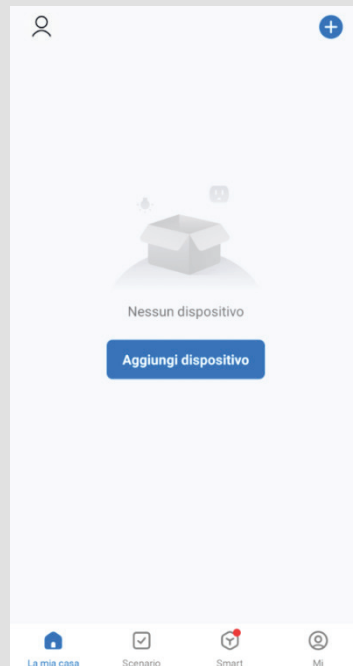 Nessun dispositivo
Aggiungi dispositivo
La mia casa
Scenario
Smart
Mi